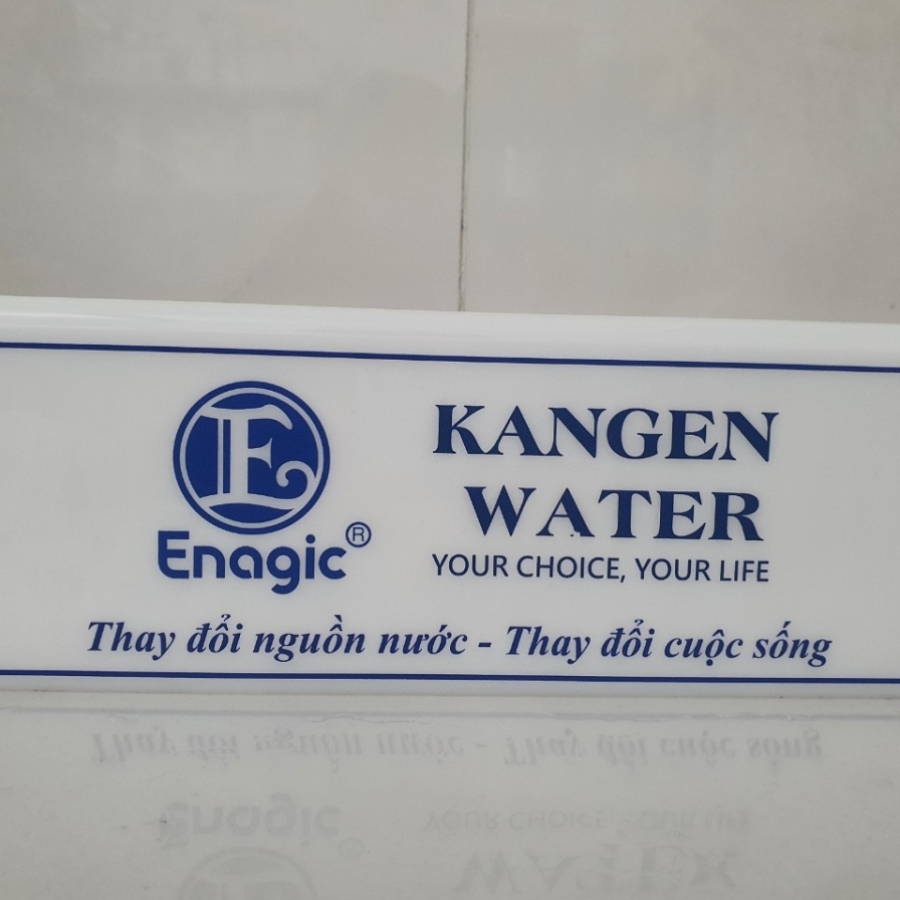 E
Enagic®
KANGEN
WATER
YOUR CHOICE, YOUR LIFE
Thay đổi nguồn nước - Thay đổi cuộc sống